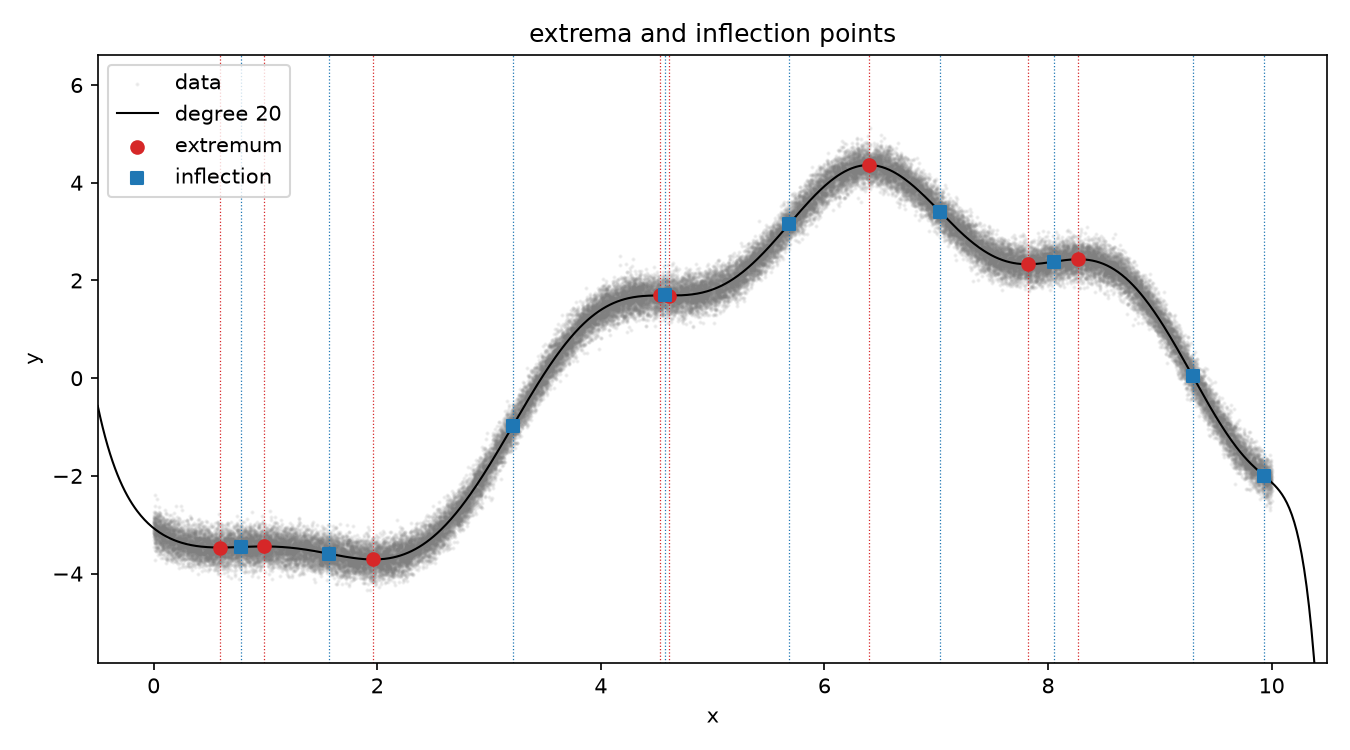 extrema and inflection points
data
degree 20
extremum
inflection
6
4
2
0
−2
−4
y
0 2 4 6 8 10
x